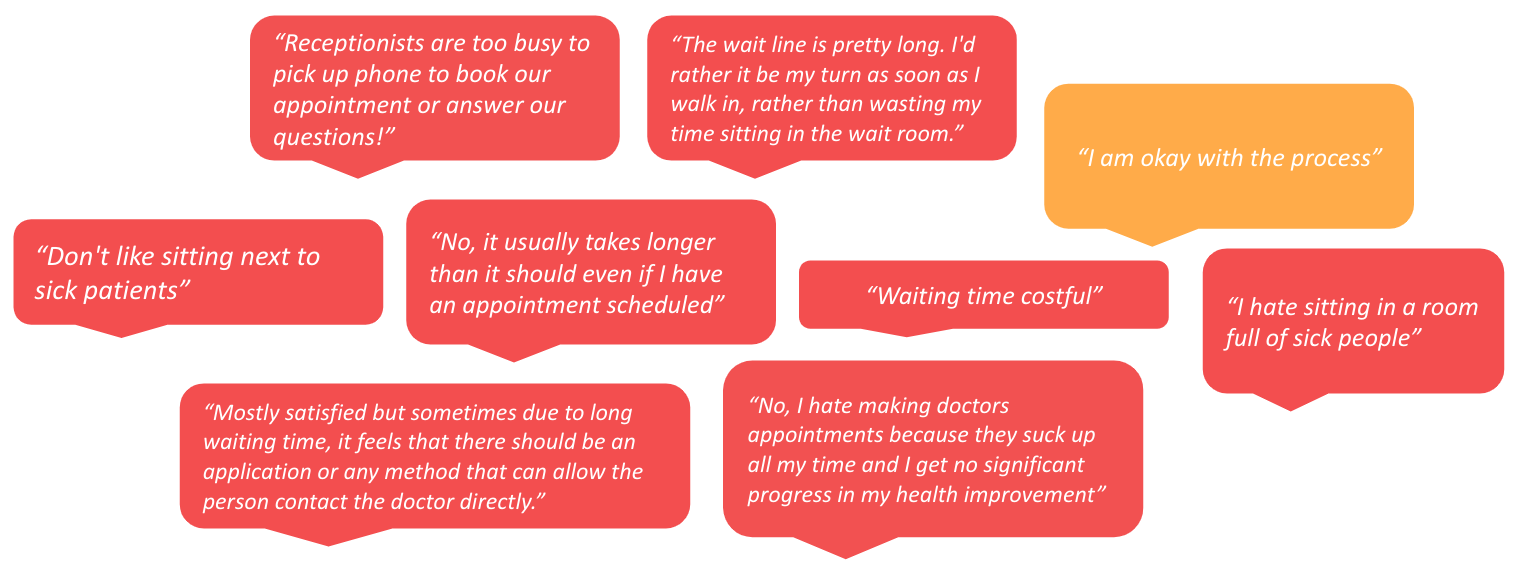 “Receptionists are too busy to
pick up phone to book our
appointment or answer our
questions!”
“The wait line is pretty long. I'd
rather it be my turn as soon as I
walk in, rather than wasting my
time sitting in the wait room.”
“I am okay with the process”
“Don't like sitting next to
sick patients”
“No, it usually takes longer
than it should even if I have
an appointment scheduled”
“Waiting time costful”
“I hate sitting in a room
full of sick people”
“Mostly satisfied but sometimes due to long
waiting time, it feels that there should be an
application or any method that can allow the
person contact the doctor directly.”
“No, I hate making doctors
appointments because they suck up
all my time and I get no significant
progress in my health improvement”